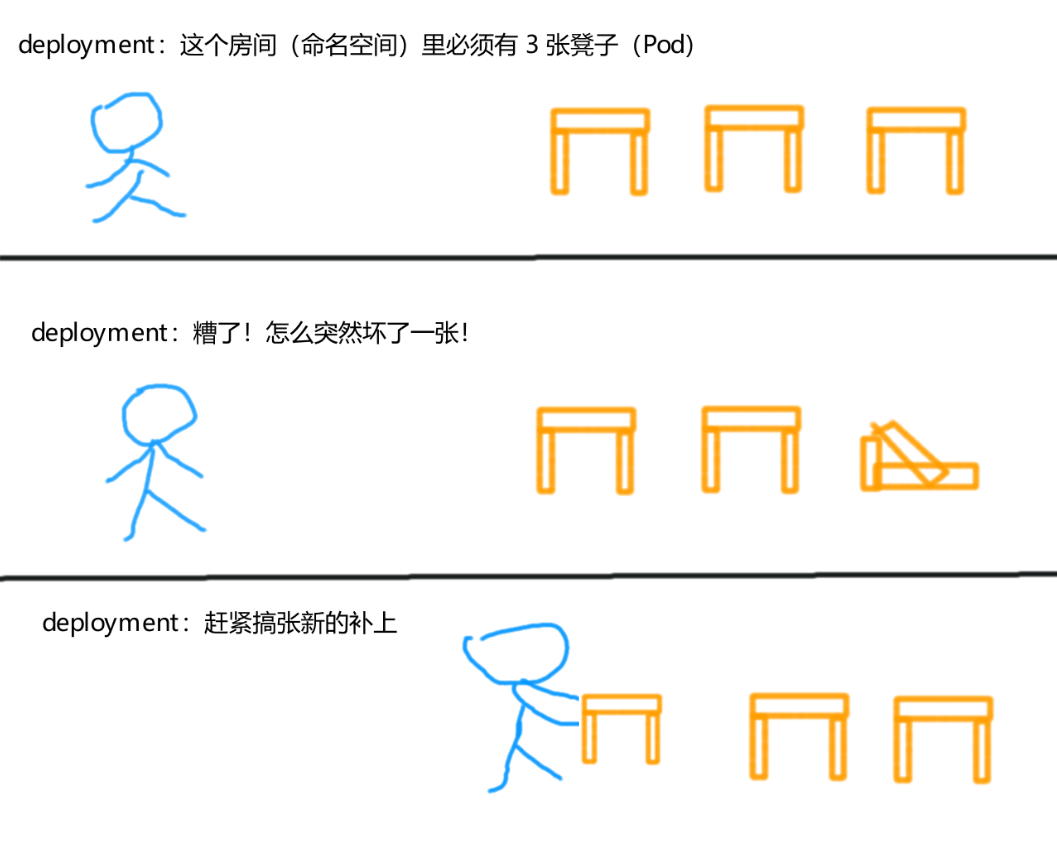 deployment：这个房间（命名空间）里必须有 3 张凳子（Pod）
deployment：糟了！怎么突然坏了一张！
deployment：赶紧搞张新的补上